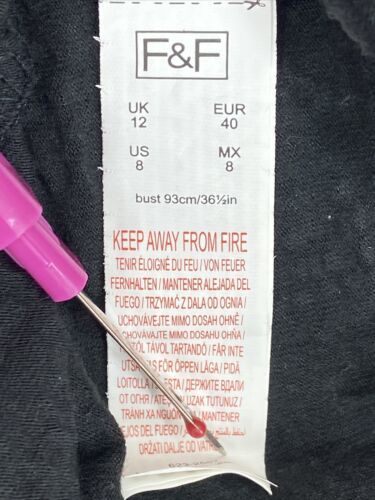 F&F
UK EUR
12 40
US MX
8 8
bust 93cm/36½in
KEEP AWAY FROM FIRE
TENIR ÉLOIGNÉ DU FEU / VON FEUER
FERNHALTEN / MANTENER ALEJADA DEL
FUEGO / TRZYMAĆ Z DALA OD OGNIA /
UCHOVÁVEJTE MIMO DOSAH OHNĚ /
UCHOVÁVAJTE MIMO DOSAHU OHŇA /
TÁVOL TARTANDÓ / FÅR INTE
FÖR ÖPPEN LÅGA / PIDÄ
LOITOLLA / ДЕРЖИТЕ ВДАЛИ
ОТ ОГНЯ / UZAK TUTUNUZ /
TRÁNH XA / MANTENER
DEL FUEGO /
DRŽATI DALJE OD